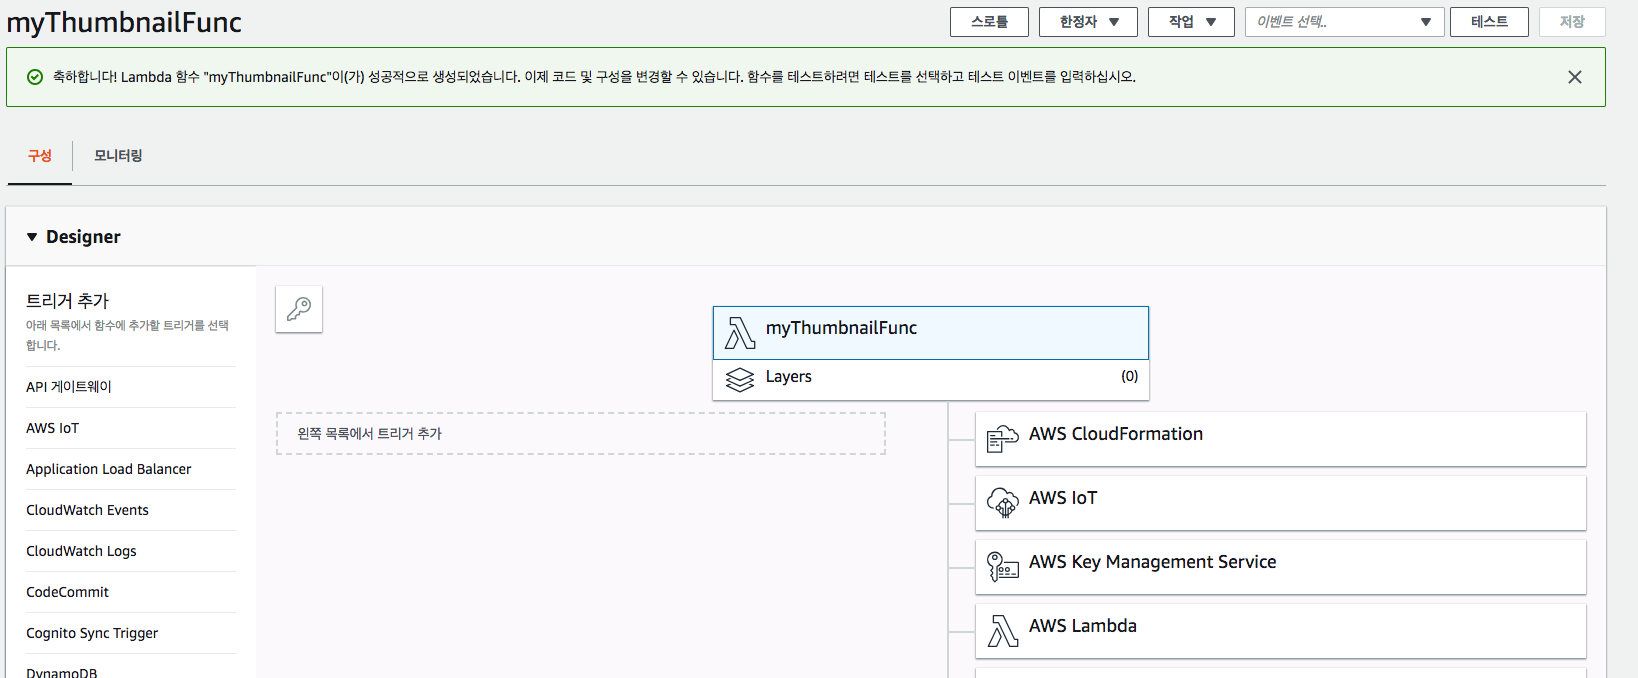 myThumbnailFunc
스로틀
한정자
작업
이벤트 선택..
테스트
저장
축하합니다! Lambda 함수 "myThumbnailFunc"이(가) 성공적으로 생성되었습니다. 이제 코드 및 구성을 변경할 수 있습니다. 함수를 테스트하려면 테스트를 선택하고 테스트 이벤트를 입력하십시오.
구성
모니터링
Designer
트리거 추가
아래 목록에서 함수에 추가할 트리거를 선택
합니다.
API 게이트웨이
AWS IoT
Application Load Balancer
CloudWatch Events
CloudWatch Logs
CodeCommit
Cognito Sync Trigger
DynamoDB
myThumbnailFunc
Layers
(0)
왼쪽 목록에서 트리거 추가
AWS CloudFormation
AWS IoT
AWS Key Management Service
AWS Lambda